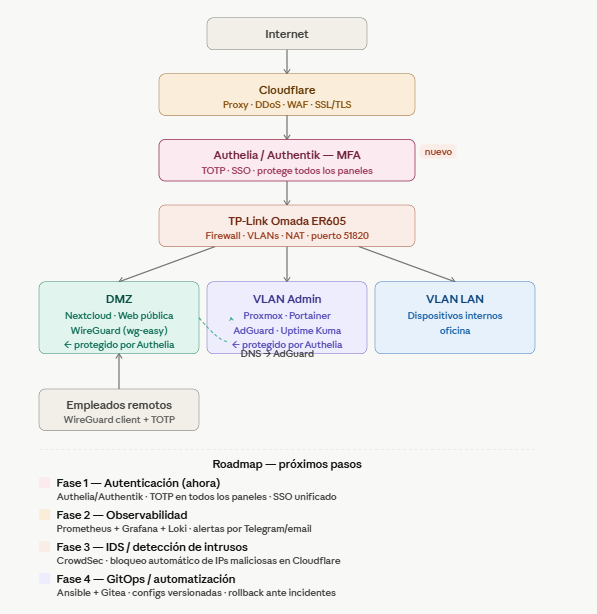 Internet
Cloudflare
Proxy · DDoS · WAF · SSL/TLS
Authelia / Authentik — MFA
nuevo
TOTP · SSO · protege todos los paneles
TP-Link Omada ER605
Firewall · VLANs · NAT · puerto 51820
DMZ
Nextcloud · Web pública
WireGuard (wg-easy)
← protegido por Authelia
VLAN Admin
Proxmox · Portainer
AdGuard · Uptime Kuma
← protegido por Authelia
DNS → AdGuard
VLAN LAN
Dispositivos internos
oficina
Empleados remotos
WireGuard client + TOTP
Roadmap — próximos pasos
Fase 1 — Autenticación (ahora)
Authelia/Authentik · TOTP en todos los paneles · SSO unificado
Fase 2 — Observabilidad
Prometheus + Grafana + Loki · alertas por Telegram/email
Fase 3 — IDS / detección de intrusos
CrowdSec · bloqueo automático de IPs maliciosas en Cloudflare
Fase 4 — GitOps / automatización
Ansible + Gitea · configs versionadas · rollback ante incidentes